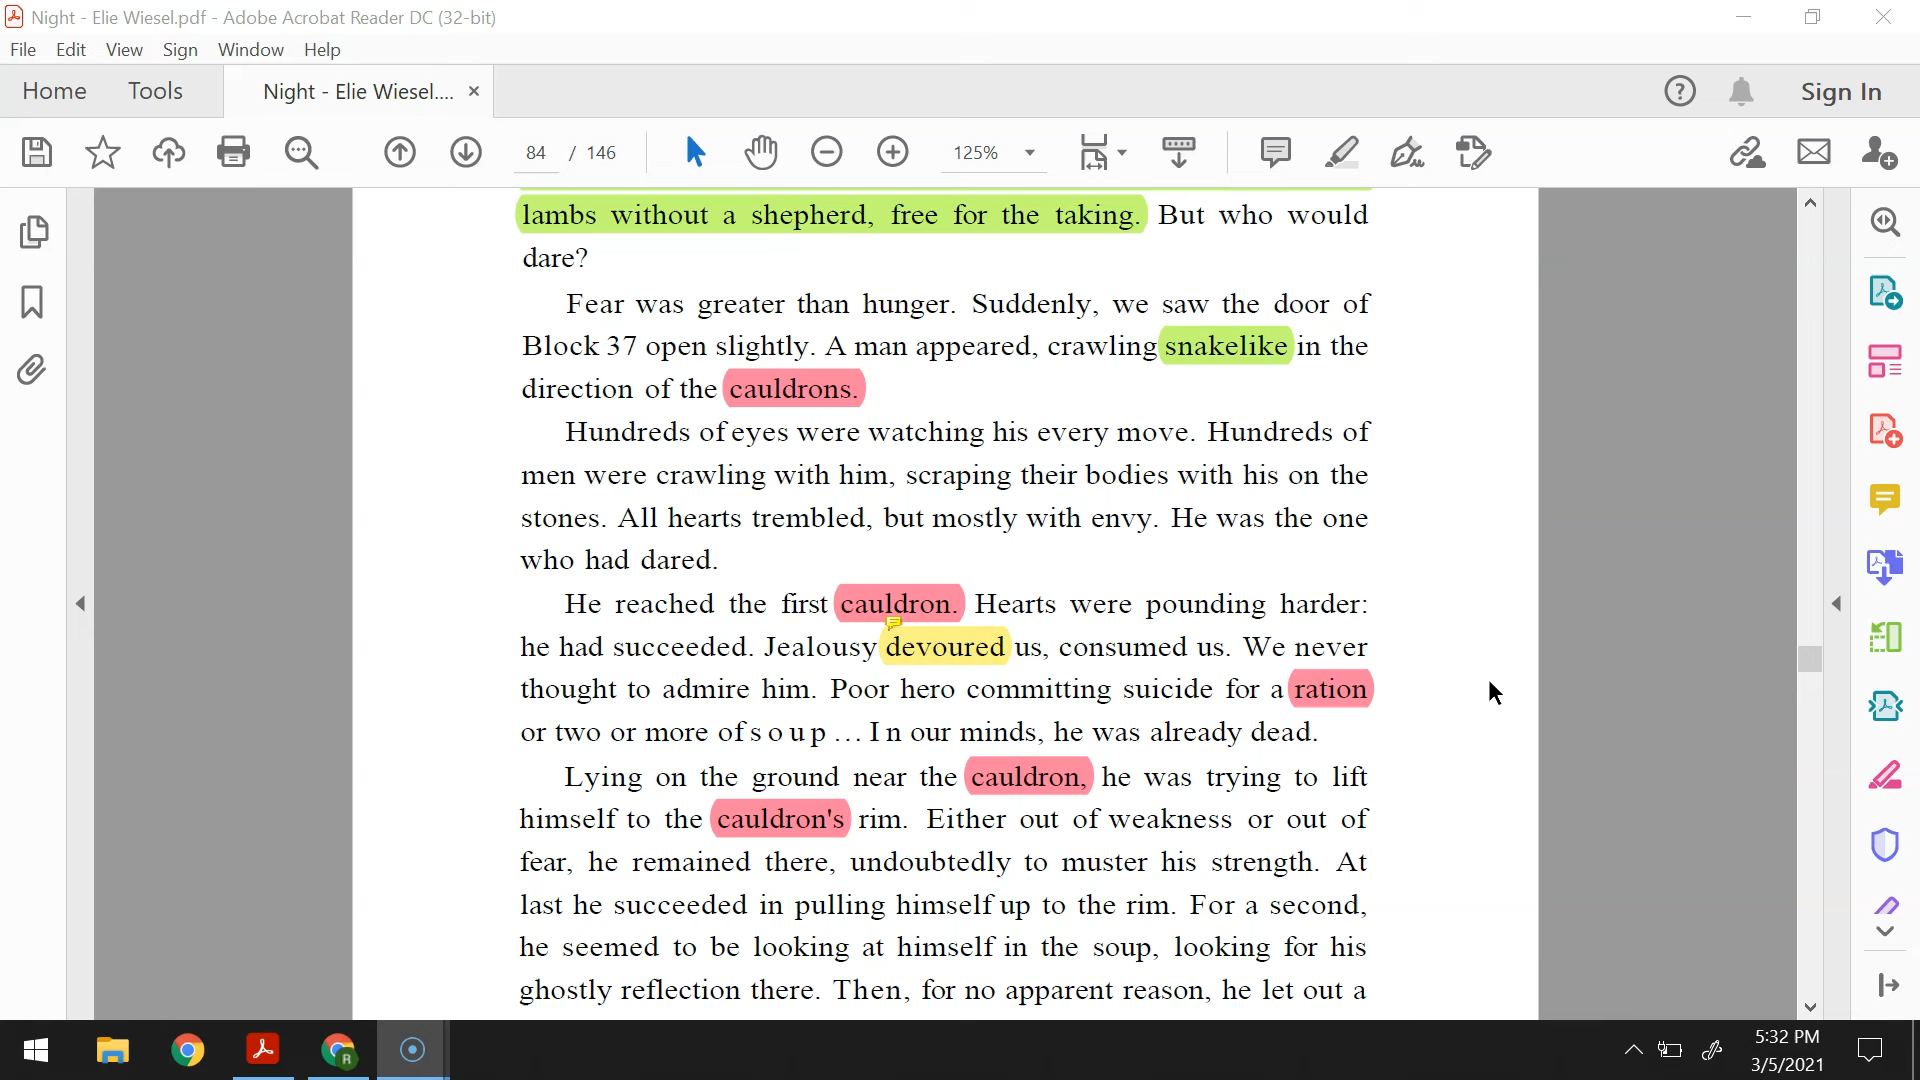 Night - Elie Wiesel.pdf - Adobe Acrobat Reader DC (32-bit)
File Edit View Sign Window Help
Home Tools Night - Elie Wiesel.... × Sign In
84 / 146 125%
lambs without a shepherd, free for the taking. But who would
dare?
Fear was greater than hunger. Suddenly, we saw the door of
Block 37 open slightly. A man appeared, crawling snakelike in the
direction of the cauldrons.
Hundreds of eyes were watching his every move. Hundreds of
men were crawling with him, scraping their bodies with his on the
stones. All hearts trembled, but mostly with envy. He was the one
who had dared.
He reached the first cauldron. Hearts were pounding harder:
he had succeeded. Jealousy devoured us, consumed us. We never
thought to admire him. Poor hero committing suicide for a ration
or two or more of s o u p … I n our minds, he was already dead.
Lying on the ground near the cauldron, he was trying to lift
himself to the cauldron's rim. Either out of weakness or out of
fear, he remained there, undoubtedly to muster his strength. At
last he succeeded in pulling himself up to the rim. For a second,
he seemed to be looking at himself in the soup, looking for his
ghostly reflection there. Then, for no apparent reason, he let out a
R
5:32 PM
3/5/2021